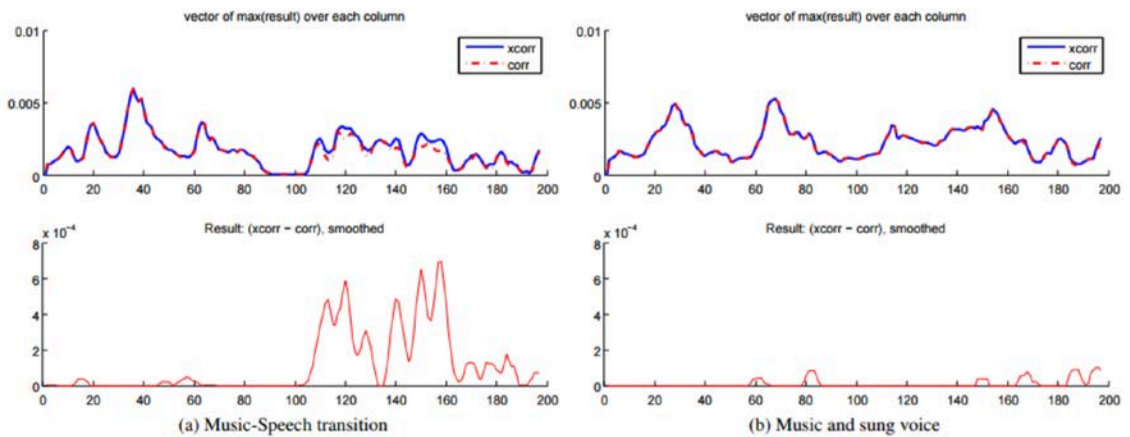 vector of max(result) over each column
0.01
0.005
0
xcorr
corr
0 20 40 60 80 100 120 140 160 180 200
x 10⁻⁴
Result: (xcorr − corr), smoothed
8
6
4
2
0
0 20 40 60 80 100 120 140 160 180 200
(a) Music-Speech transition
vector of max(result) over each column
0.01
0.005
0
xcorr
corr
0 20 40 60 80 100 120 140 160 180 200
x 10⁻⁴
Result: (xcorr − corr), smoothed
8
6
4
2
0
0 20 40 60 80 100 120 140 160 180 200
(b) Music and sung voice